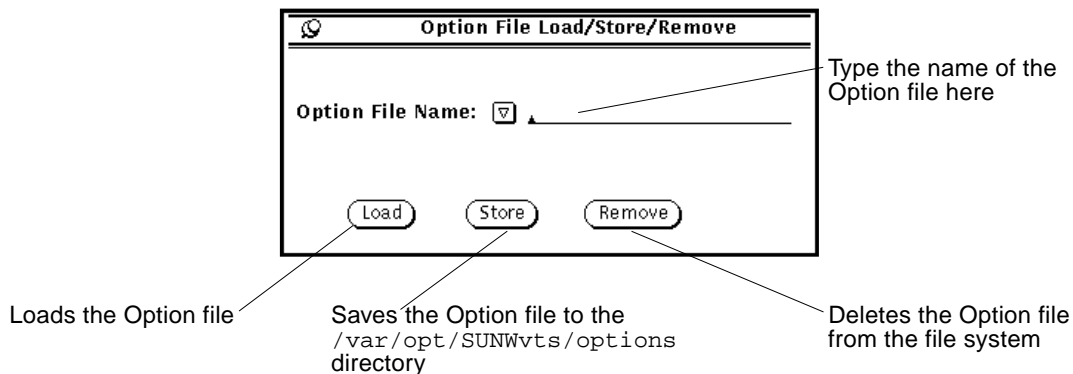 Option File Load/Store/Remove
Type the name of the
Option file here
Option File Name:
Load
Store
Remove
Loads the Option file
Saves the Option file to the
/var/opt/SUNWvts/options
directory
Deletes the Option file
from the file system